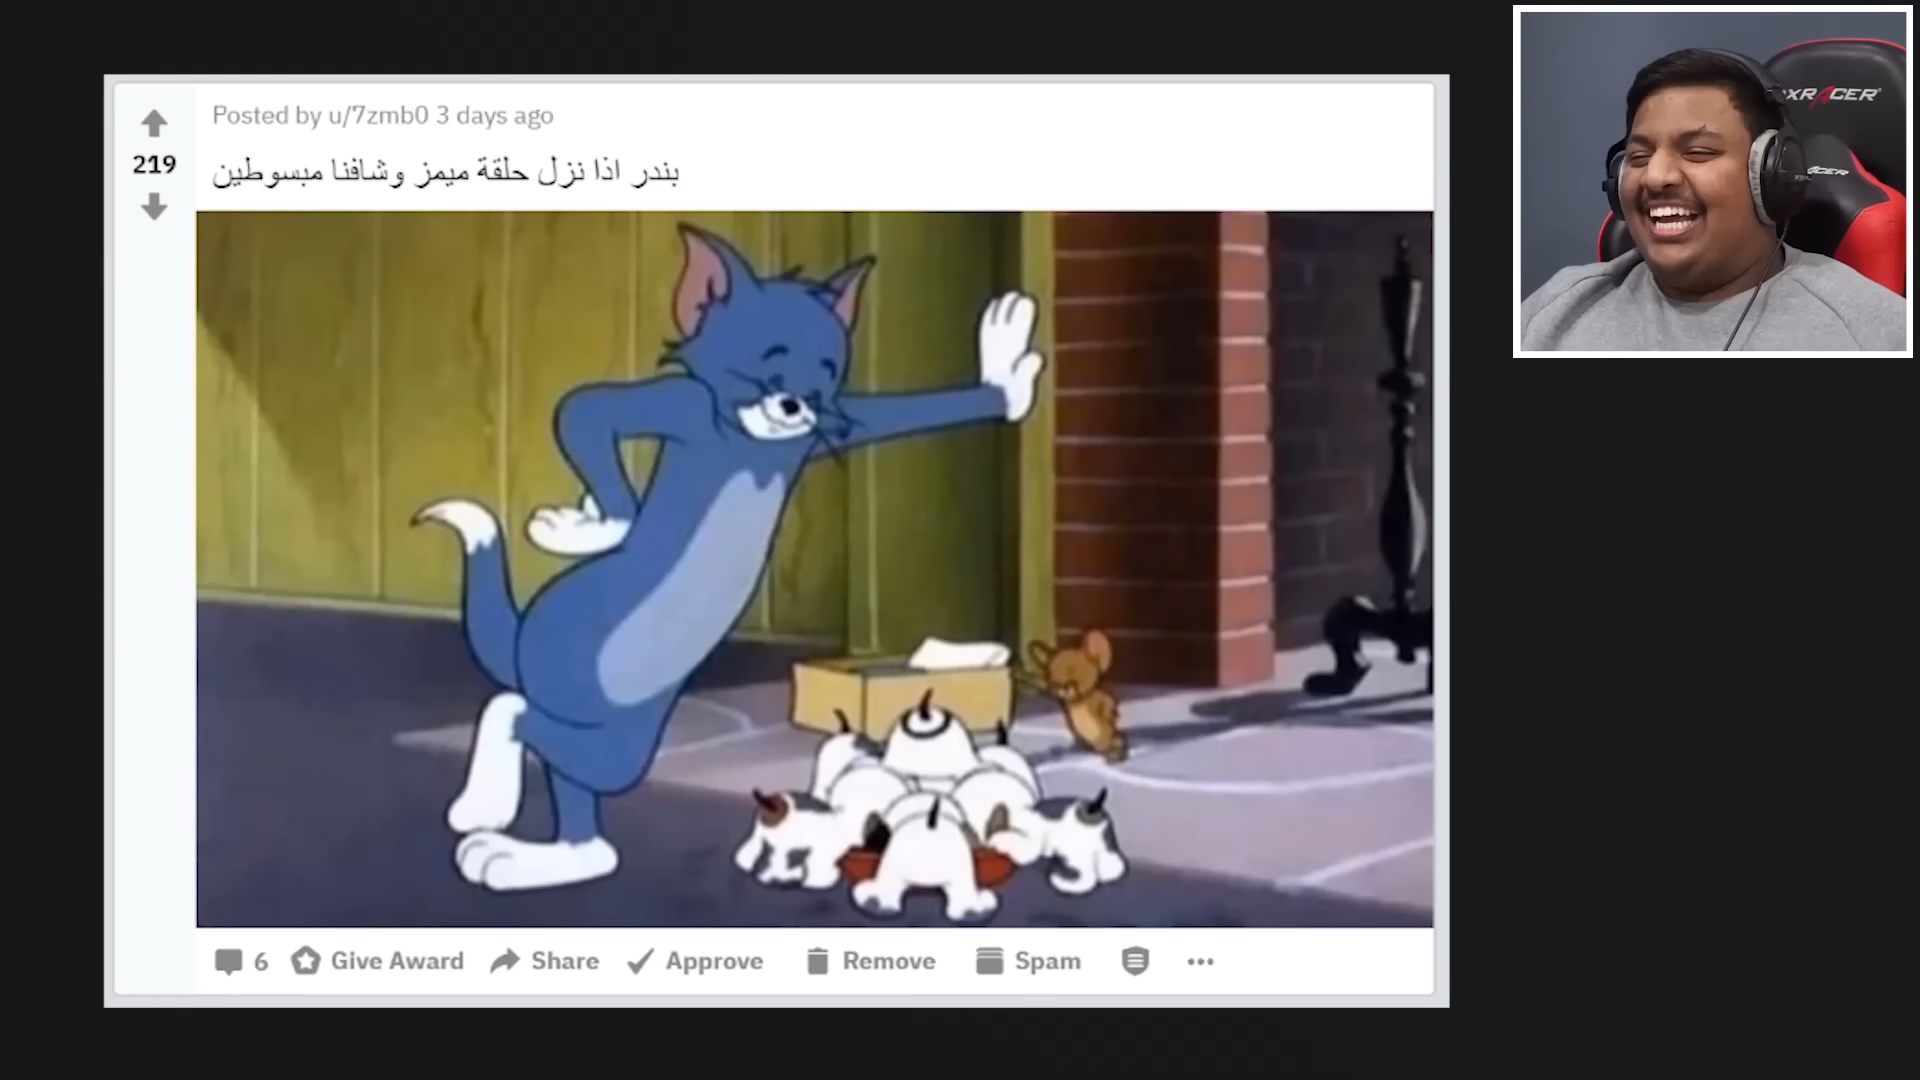 Posted by u/7zmb0 3 days ago
219
بندر اذا نزل حلقة ميمز وشافنا مبسوطين
6 Give Award Share Approve Remove Spam
XRACER
ACER